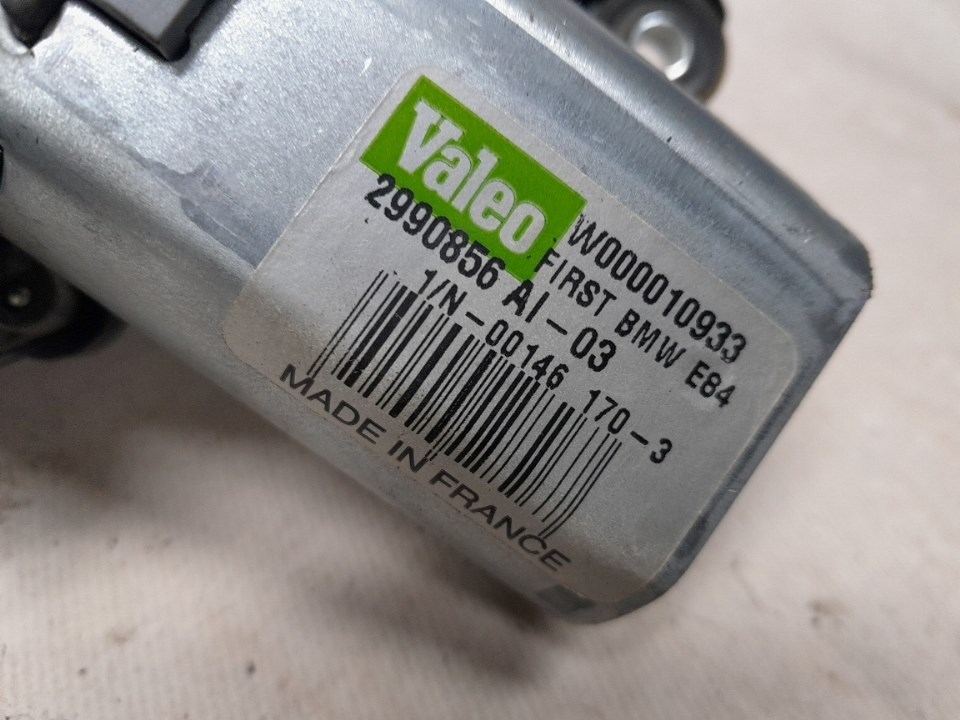 Valeo
W000010933
FIRST BMW E84
2990856 AI-03
1/N-00146 170-3
MADE IN FRANCE